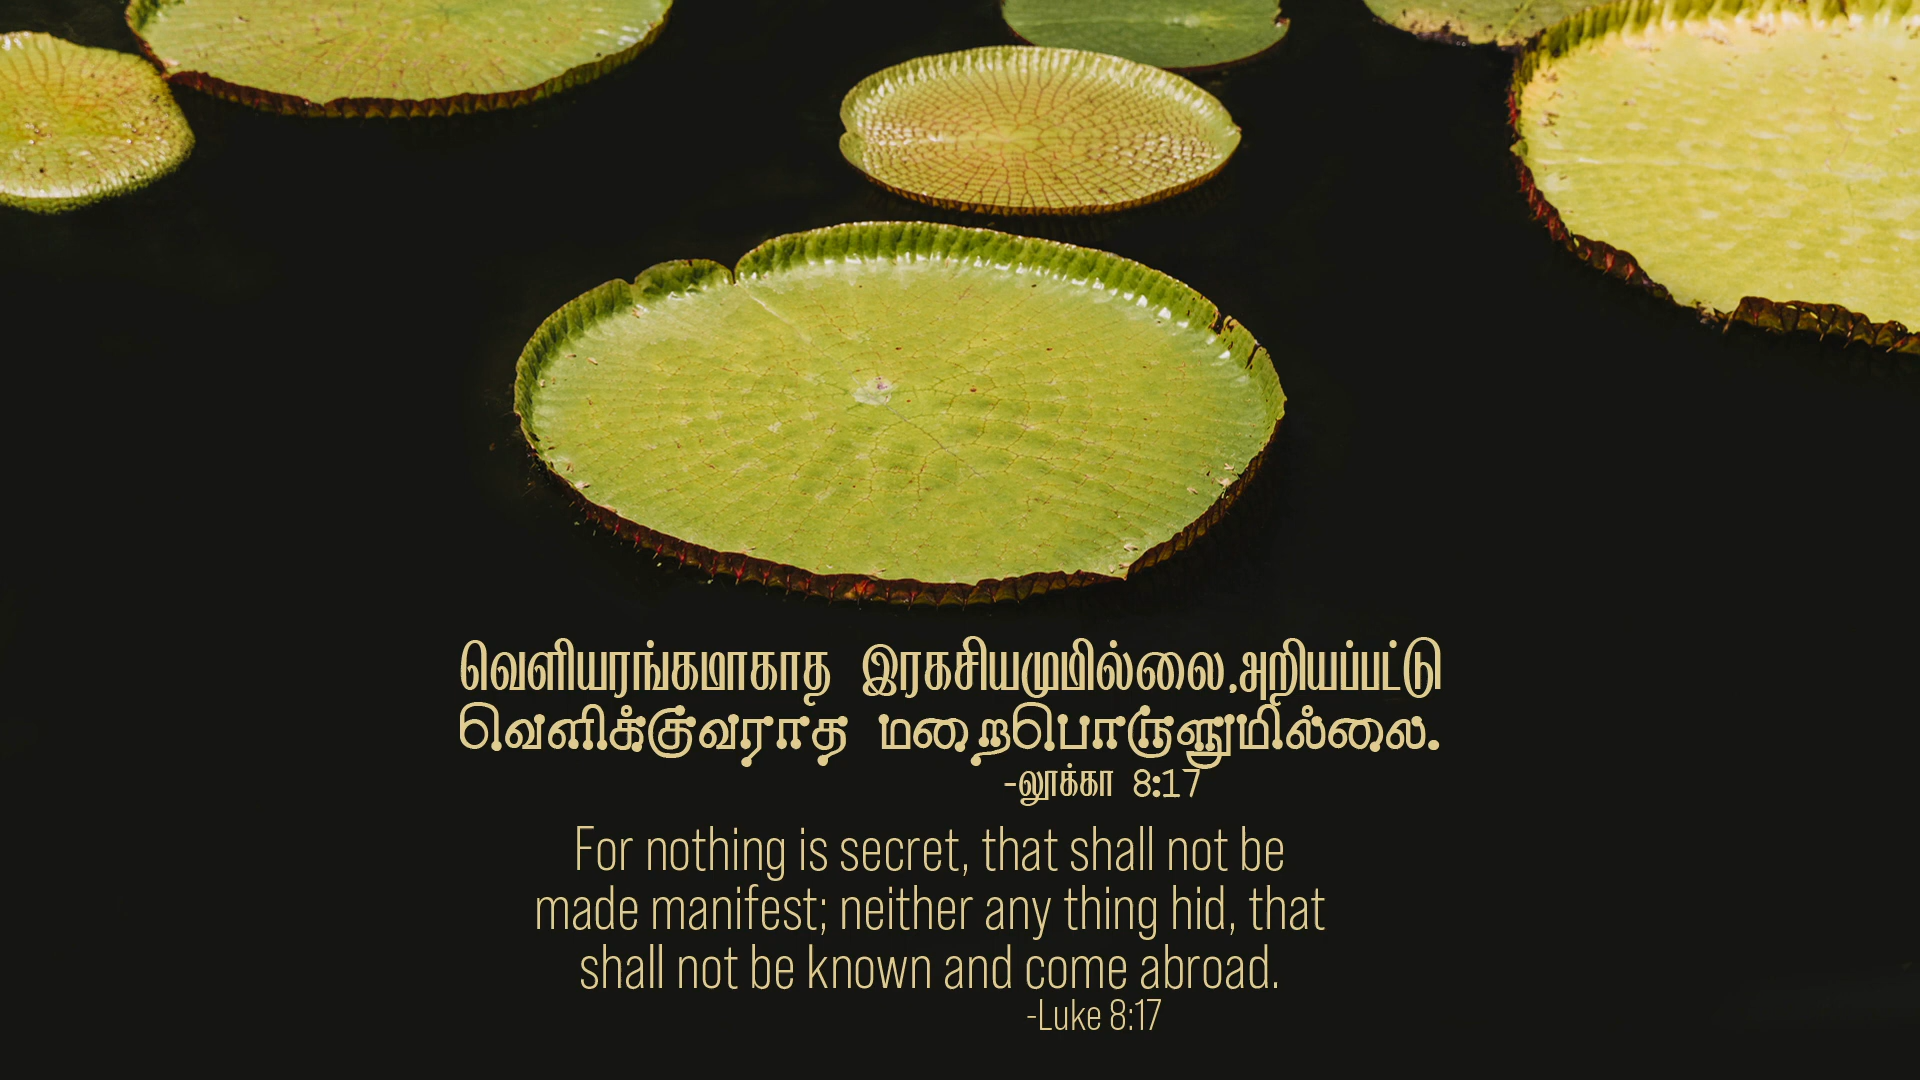 வெளியரங்கமாகாத இரகசியமுமில்லை,அறியப்பட்டு
வெளிக்குவராத மறைபொருளுமில்லை.
-லூக்கா 8:17
For nothing is secret, that shall not be
made manifest; neither any thing hid, that
shall not be known and come abroad.
-Luke 8:17